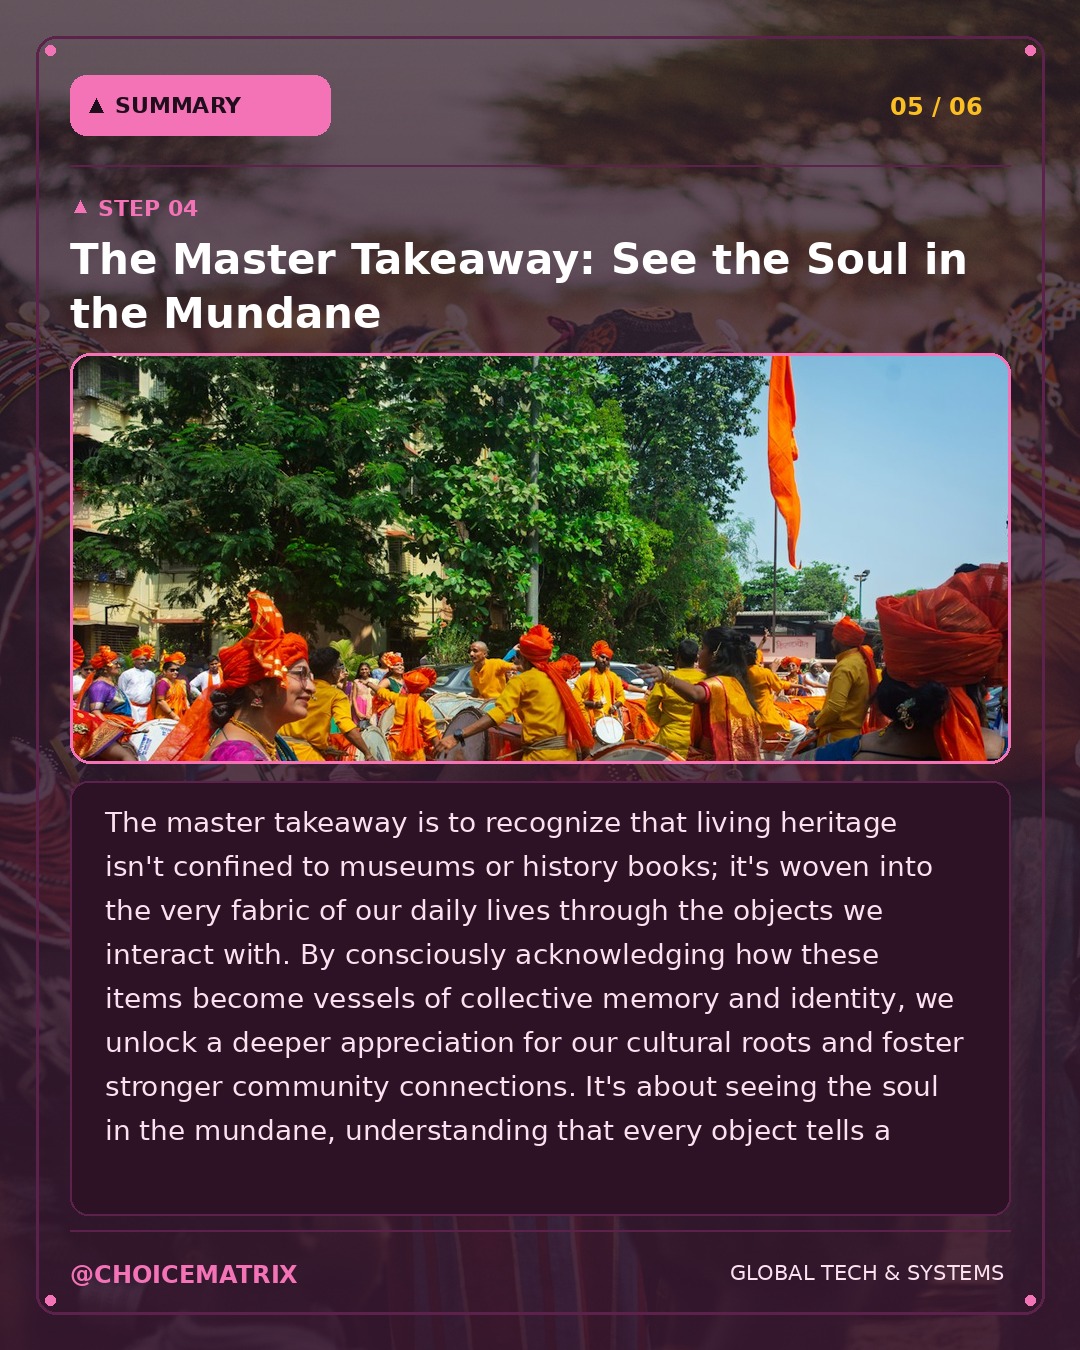 ▲ SUMMARY
05 / 06
▲ STEP 04
The Master Takeaway: See the Soul in
the Mundane
The master takeaway is to recognize that living heritage
isn't confined to museums or history books; it's woven into
the very fabric of our daily lives through the objects we
interact with. By consciously acknowledging how these
items become vessels of collective memory and identity, we
unlock a deeper appreciation for our cultural roots and foster
stronger community connections. It's about seeing the soul
in the mundane, understanding that every object tells a
@CHOICEMATRIX
GLOBAL TECH & SYSTEMS